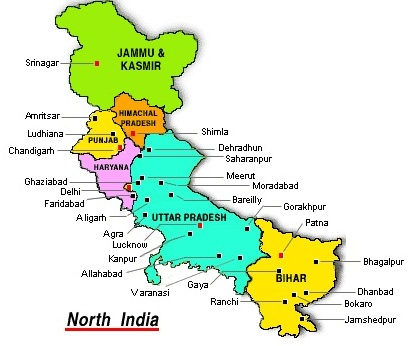 JAMMU &
KASMIR
Srinagar
HIMACHAL
PRADESH
Amritsar
Ludhiana
PUNJAB
Shimla
Chandigarh
Dehradhun
HARYANA
Saharanpur
Ghaziabad
Meerut
Delhi
Moradabad
Faridabad
Bareilly
Aligarh
Gorakhpur
UTTAR PRADESH
Patna
Agra
Lucknow
Kanpur
Bhagalpur
Allahabad
Gaya
BIHAR
Varanasi
Dhanbad
Ranchi
Bokaro
Jamshedpur
North India